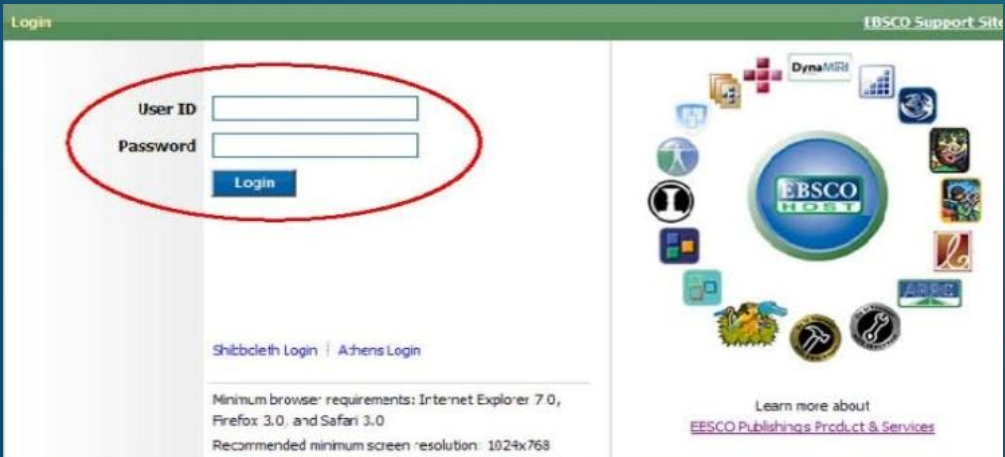 Login
EBSCO Support Site
User ID
Password
Login
Shibboleth Login | Athens Login
Minimum browser requirements: Internet Explorer 7.0,
Firefox 3.0, and Safari 3.0
Recommended minimum screen resolution: 1024x768
DynaMed
EBSCO
HOST
ABRC
Learn more about
EBSCO Publishing's Product & Services